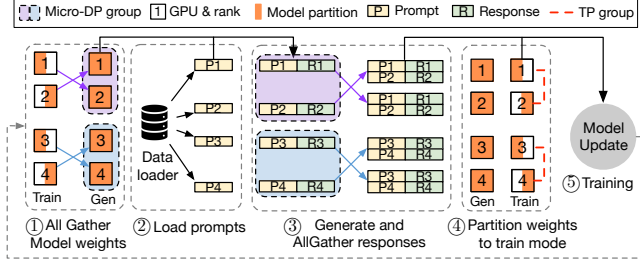 Micro-DP group 1 GPU & rank Model partition P Prompt R Response TP group
1 1
2 2
3 3
4 4
Train Gen
① All Gather
Model weights
P1
P2
P3
P4
Data
loader
② Load prompts
P1 R1
P2 R2
P3 R3
P4 R4
P1 R1
P2 R2
P1 R1
P2 R2
P3 R3
P4 R4
P3 R3
P4 R4
③ Generate and
AllGather responses
1 1
2 2
3 3
4 4
Gen Train
④ Partition weights
to train mode
Model
Update
⑤ Training